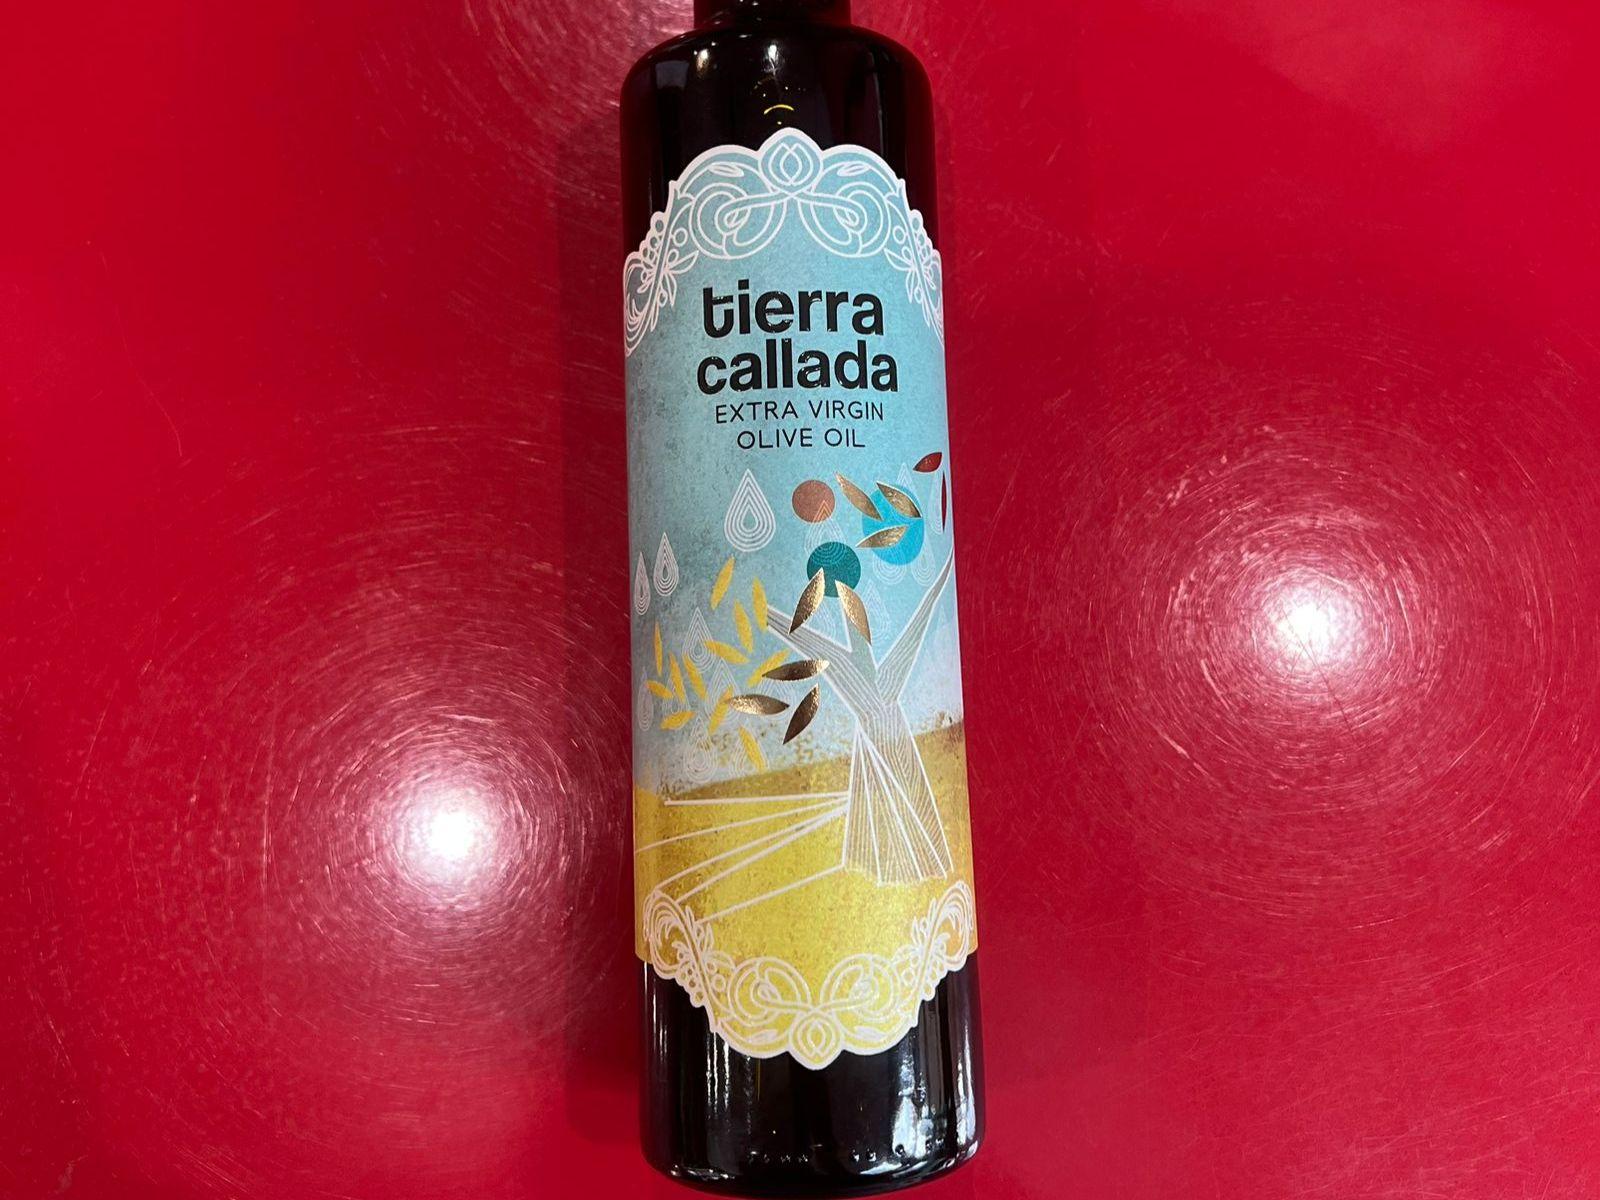 tierra
callada
EXTRA VIRGIN
OLIVE OIL